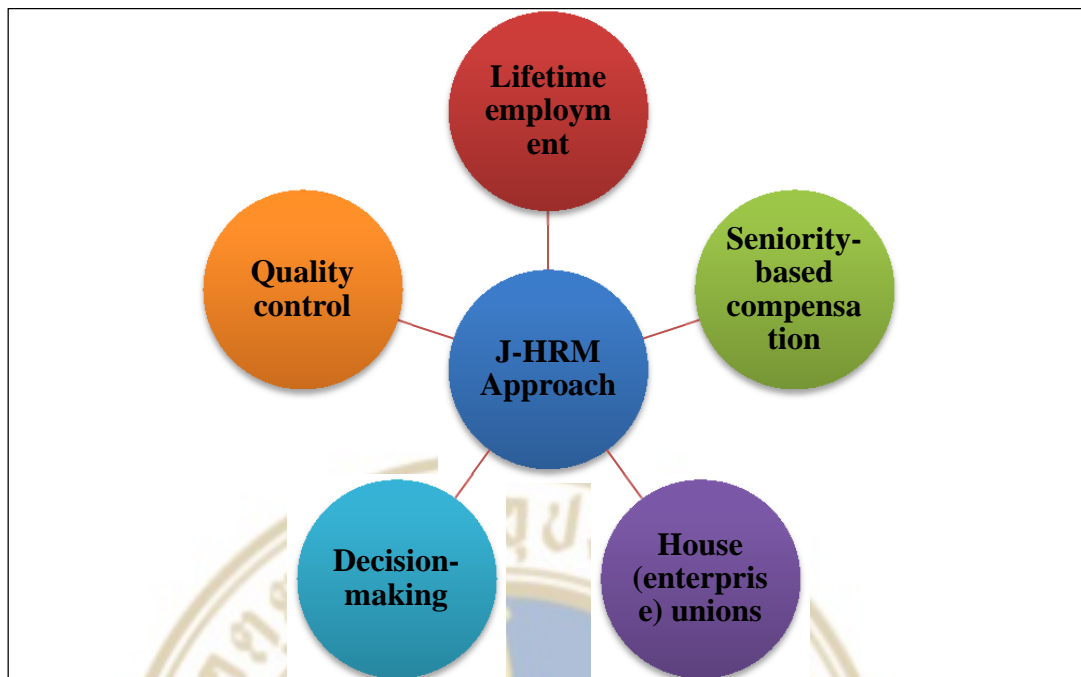 Lifetime
employm
ent
Seniority-
based
compensa
tion
Quality
control
J-HRM
Approach
Decision-
making
House
(enterpris
e) unions